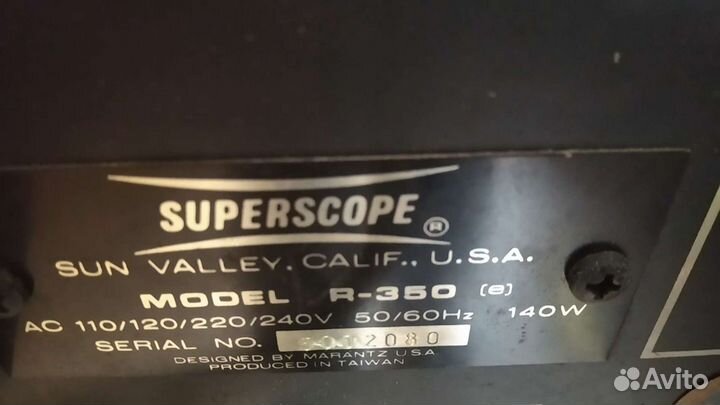 SUPERSCOPE ®
SUN VALLEY, CALIF., U.S.A.
MODEL R-350 (e)
AC 110/120/220/240V 50/60Hz 140W
SERIAL NO.
DESIGNED BY MARANTZ U.S.A
PRODUCED IN TAIWAN
Avito